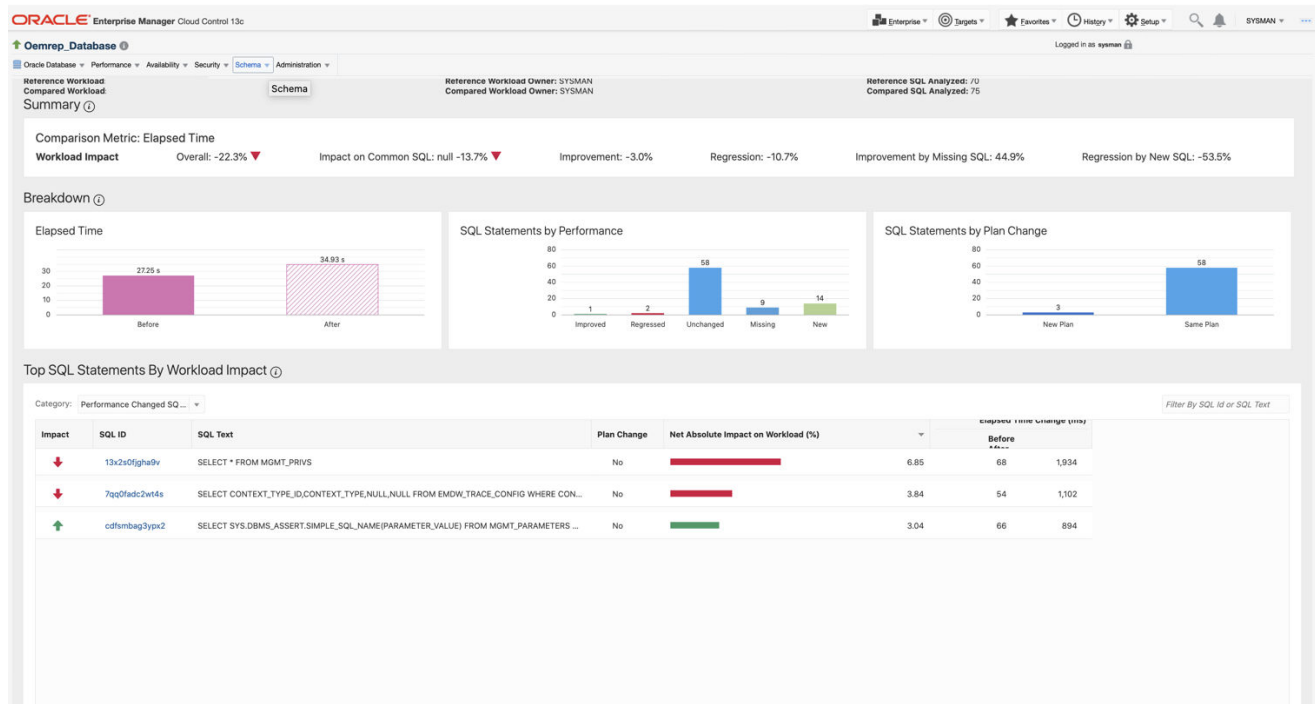 ORACLE Enterprise Manager Cloud Control 13c
Enterprise Targets Favorites History Setup SYSMAN
Oemrep_Database
Logged in as sysman
Oracle Database Performance Availability Security Schema Administration
Reference Workload: Reference Workload Owner: SYSMAN Reference SQL Analyzed: 70
Compared Workload: Compared Workload Owner: SYSMAN Compared SQL Analyzed: 75
Schema
Summary
Comparison Metric: Elapsed Time
Workload Impact Overall: -22.3% Impact on Common SQL: null -13.7% Improvement: -3.0% Regression: -10.7% Improvement by Missing SQL: 44.9% Regression by New SQL: -53.5%
Breakdown
Elapsed Time
30
20
10
0
27.25 s
34.93 s
Before After
SQL Statements by Performance
80
60
40
20
0
1 2 58 9 14
Improved Regressed Unchanged Missing New
SQL Statements by Plan Change
80
60
40
20
0
3 58
New Plan Same Plan
Top SQL Statements By Workload Impact
Category: Performance Changed SQ... Filter By SQL Id or SQL Text
Elapsed Time Change (ms)
Impact SQL ID SQL Text Plan Change Net Absolute Impact on Workload (%) Before
After
13x2s0fjgha9v SELECT * FROM MGMT_PRIVS No 6.85 68 1,934
7qq0fadc2wt4s SELECT CONTEXT_TYPE_ID,CONTEXT_TYPE,NULL,NULL FROM EMDW_TRACE_CONFIG WHERE CON... No 3.84 54 1,102
cdfsmbag3ypx2 SELECT SYS.DBMS_ASSERT.SIMPLE_SQL_NAME(PARAMETER_VALUE) FROM MGMT_PARAMETERS ... No 3.04 66 894